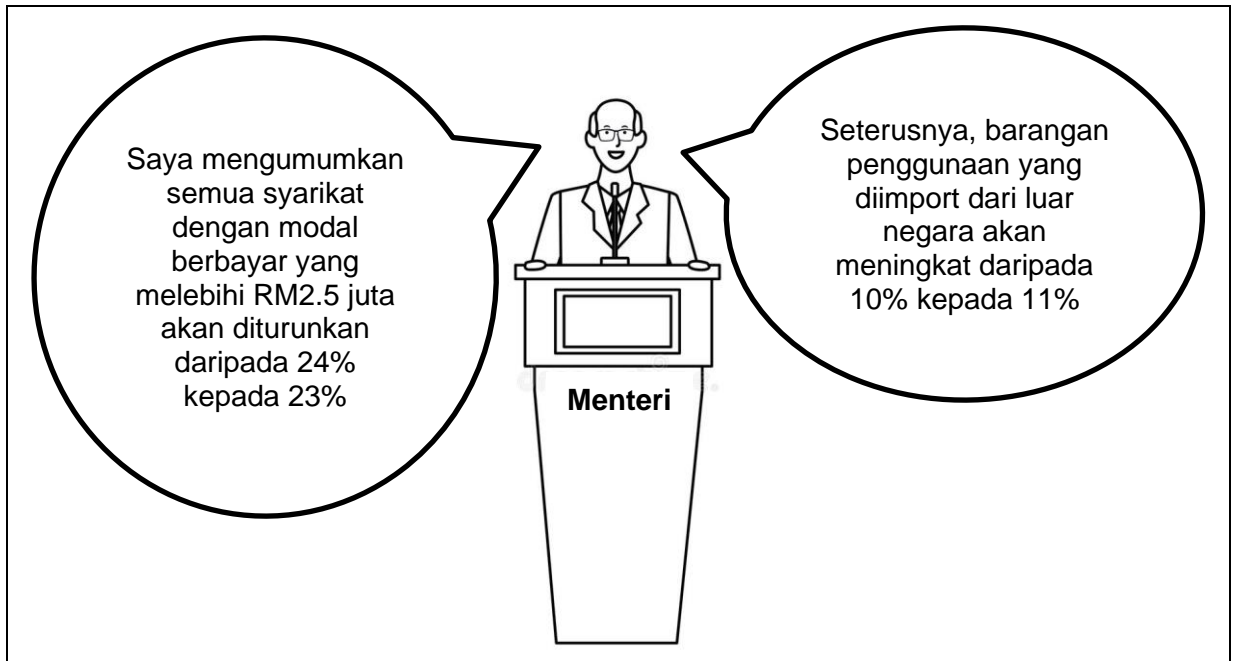 Saya mengumumkan
semua syarikat
dengan modal
berbayar yang
melebihi RM2.5 juta
akan diturunkan
daripada 24%
kepada 23%
Seterusnya, barangan
penggunaan yang
diimport dari luar
negara akan
meningkat daripada
10% kepada 11%
Menteri